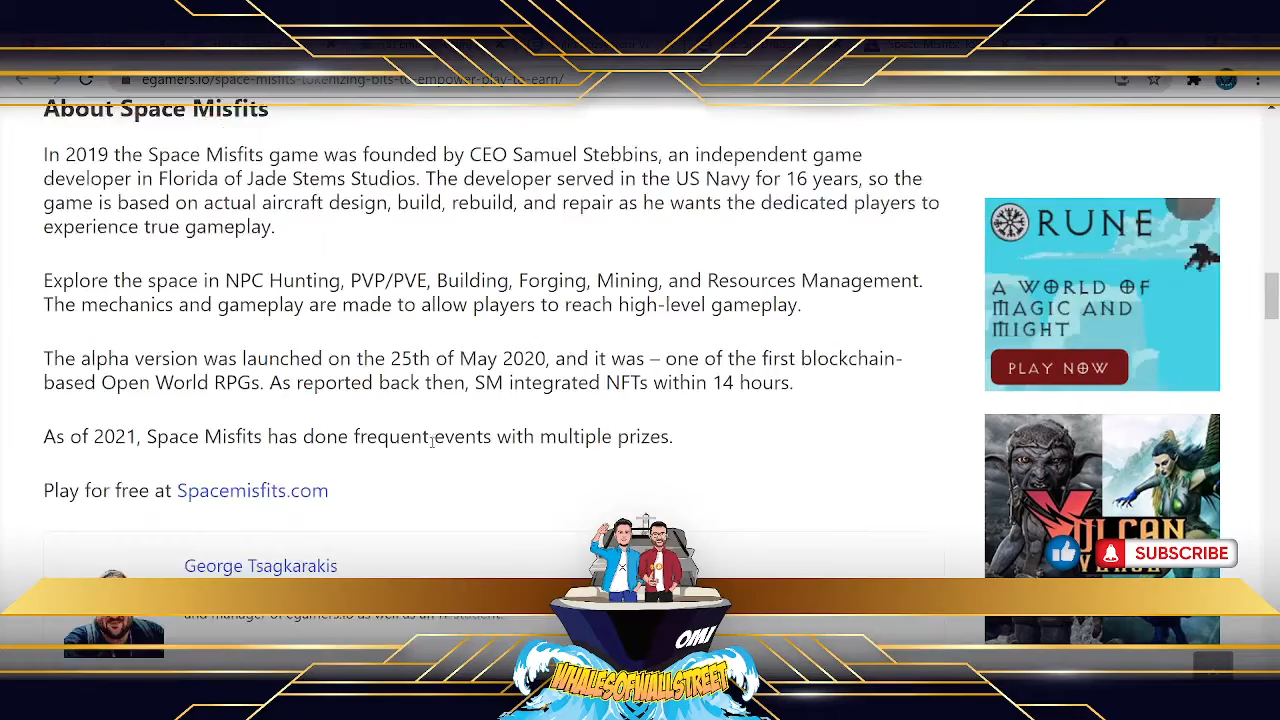 egamers.io/space-misfits-tokenizing-bits-to-empower-play-to-earn/
About Space Misfits
In 2019 the Space Misfits game was founded by CEO Samuel Stebbins, an independent game
developer in Florida of Jade Stems Studios. The developer served in the US Navy for 16 years, so the
game is based on actual aircraft design, build, rebuild, and repair as he wants the dedicated players to
experience true gameplay.
Explore the space in NPC Hunting, PVP/PVE, Building, Forging, Mining, and Resources Management.
The mechanics and gameplay are made to allow players to reach high-level gameplay.
The alpha version was launched on the 25th of May 2020, and it was – one of the first blockchain-
based Open World RPGs. As reported back then, SM integrated NFTs within 14 hours.
As of 2021, Space Misfits has done frequent events with multiple prizes.
Play for free at Spacemisfits.com
George Tsagkarakis
RUNE
A WORLD OF
MAGIC AND
MIGHT
PLAY NOW
VULCAN
SUBSCRIBE
OMI
WHALESOFWALLSTREET